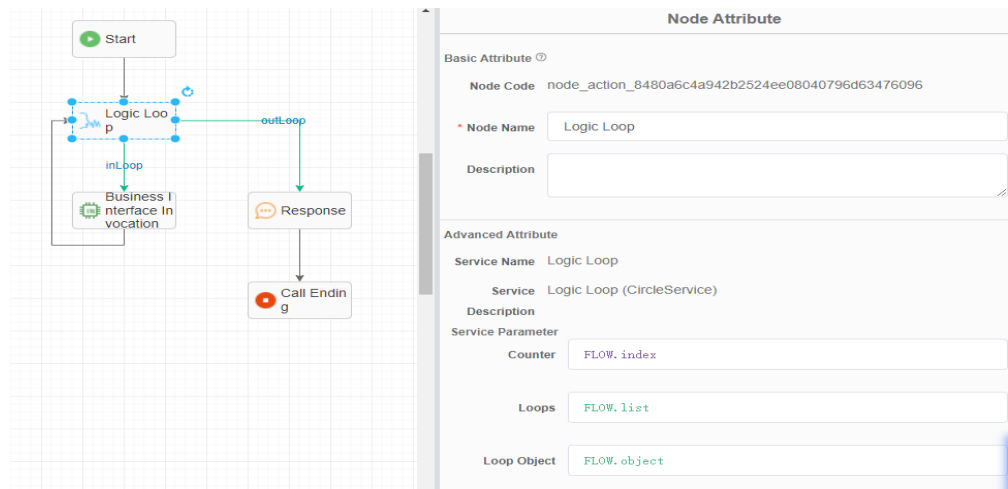 Start
Logic Loo
p
outLoop
inLoop
Business I
nterface In
vocation
Response
Call Endin
g
Node Attribute
Basic Attribute ?
Node Code node_action_8480a6c4a942b2524ee08040796d63476096
* Node Name Logic Loop
Description
Advanced Attribute
Service Name Logic Loop
Service Logic Loop (CircleService)
Description
Service Parameter
Counter FLOW.index
Loops FLOW.list
Loop Object FLOW.object